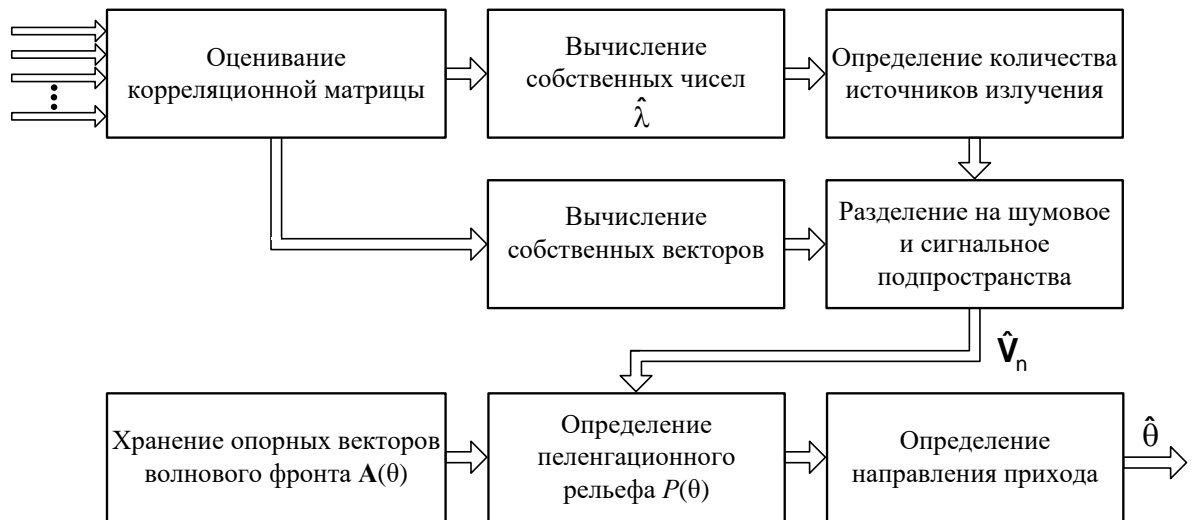 Оценивание
корреляционной матрицы
Вычисление
собственных чисел
λ̂
Определение количества
источников излучения
Вычисление
собственных векторов
Разделение на шумовое
и сигнальное
подпространства
V̂n
Хранение опорных векторов
волнового фронта A(θ)
Определение
пеленгационного
рельефа P(θ)
Определение
направления прихода
θ̂